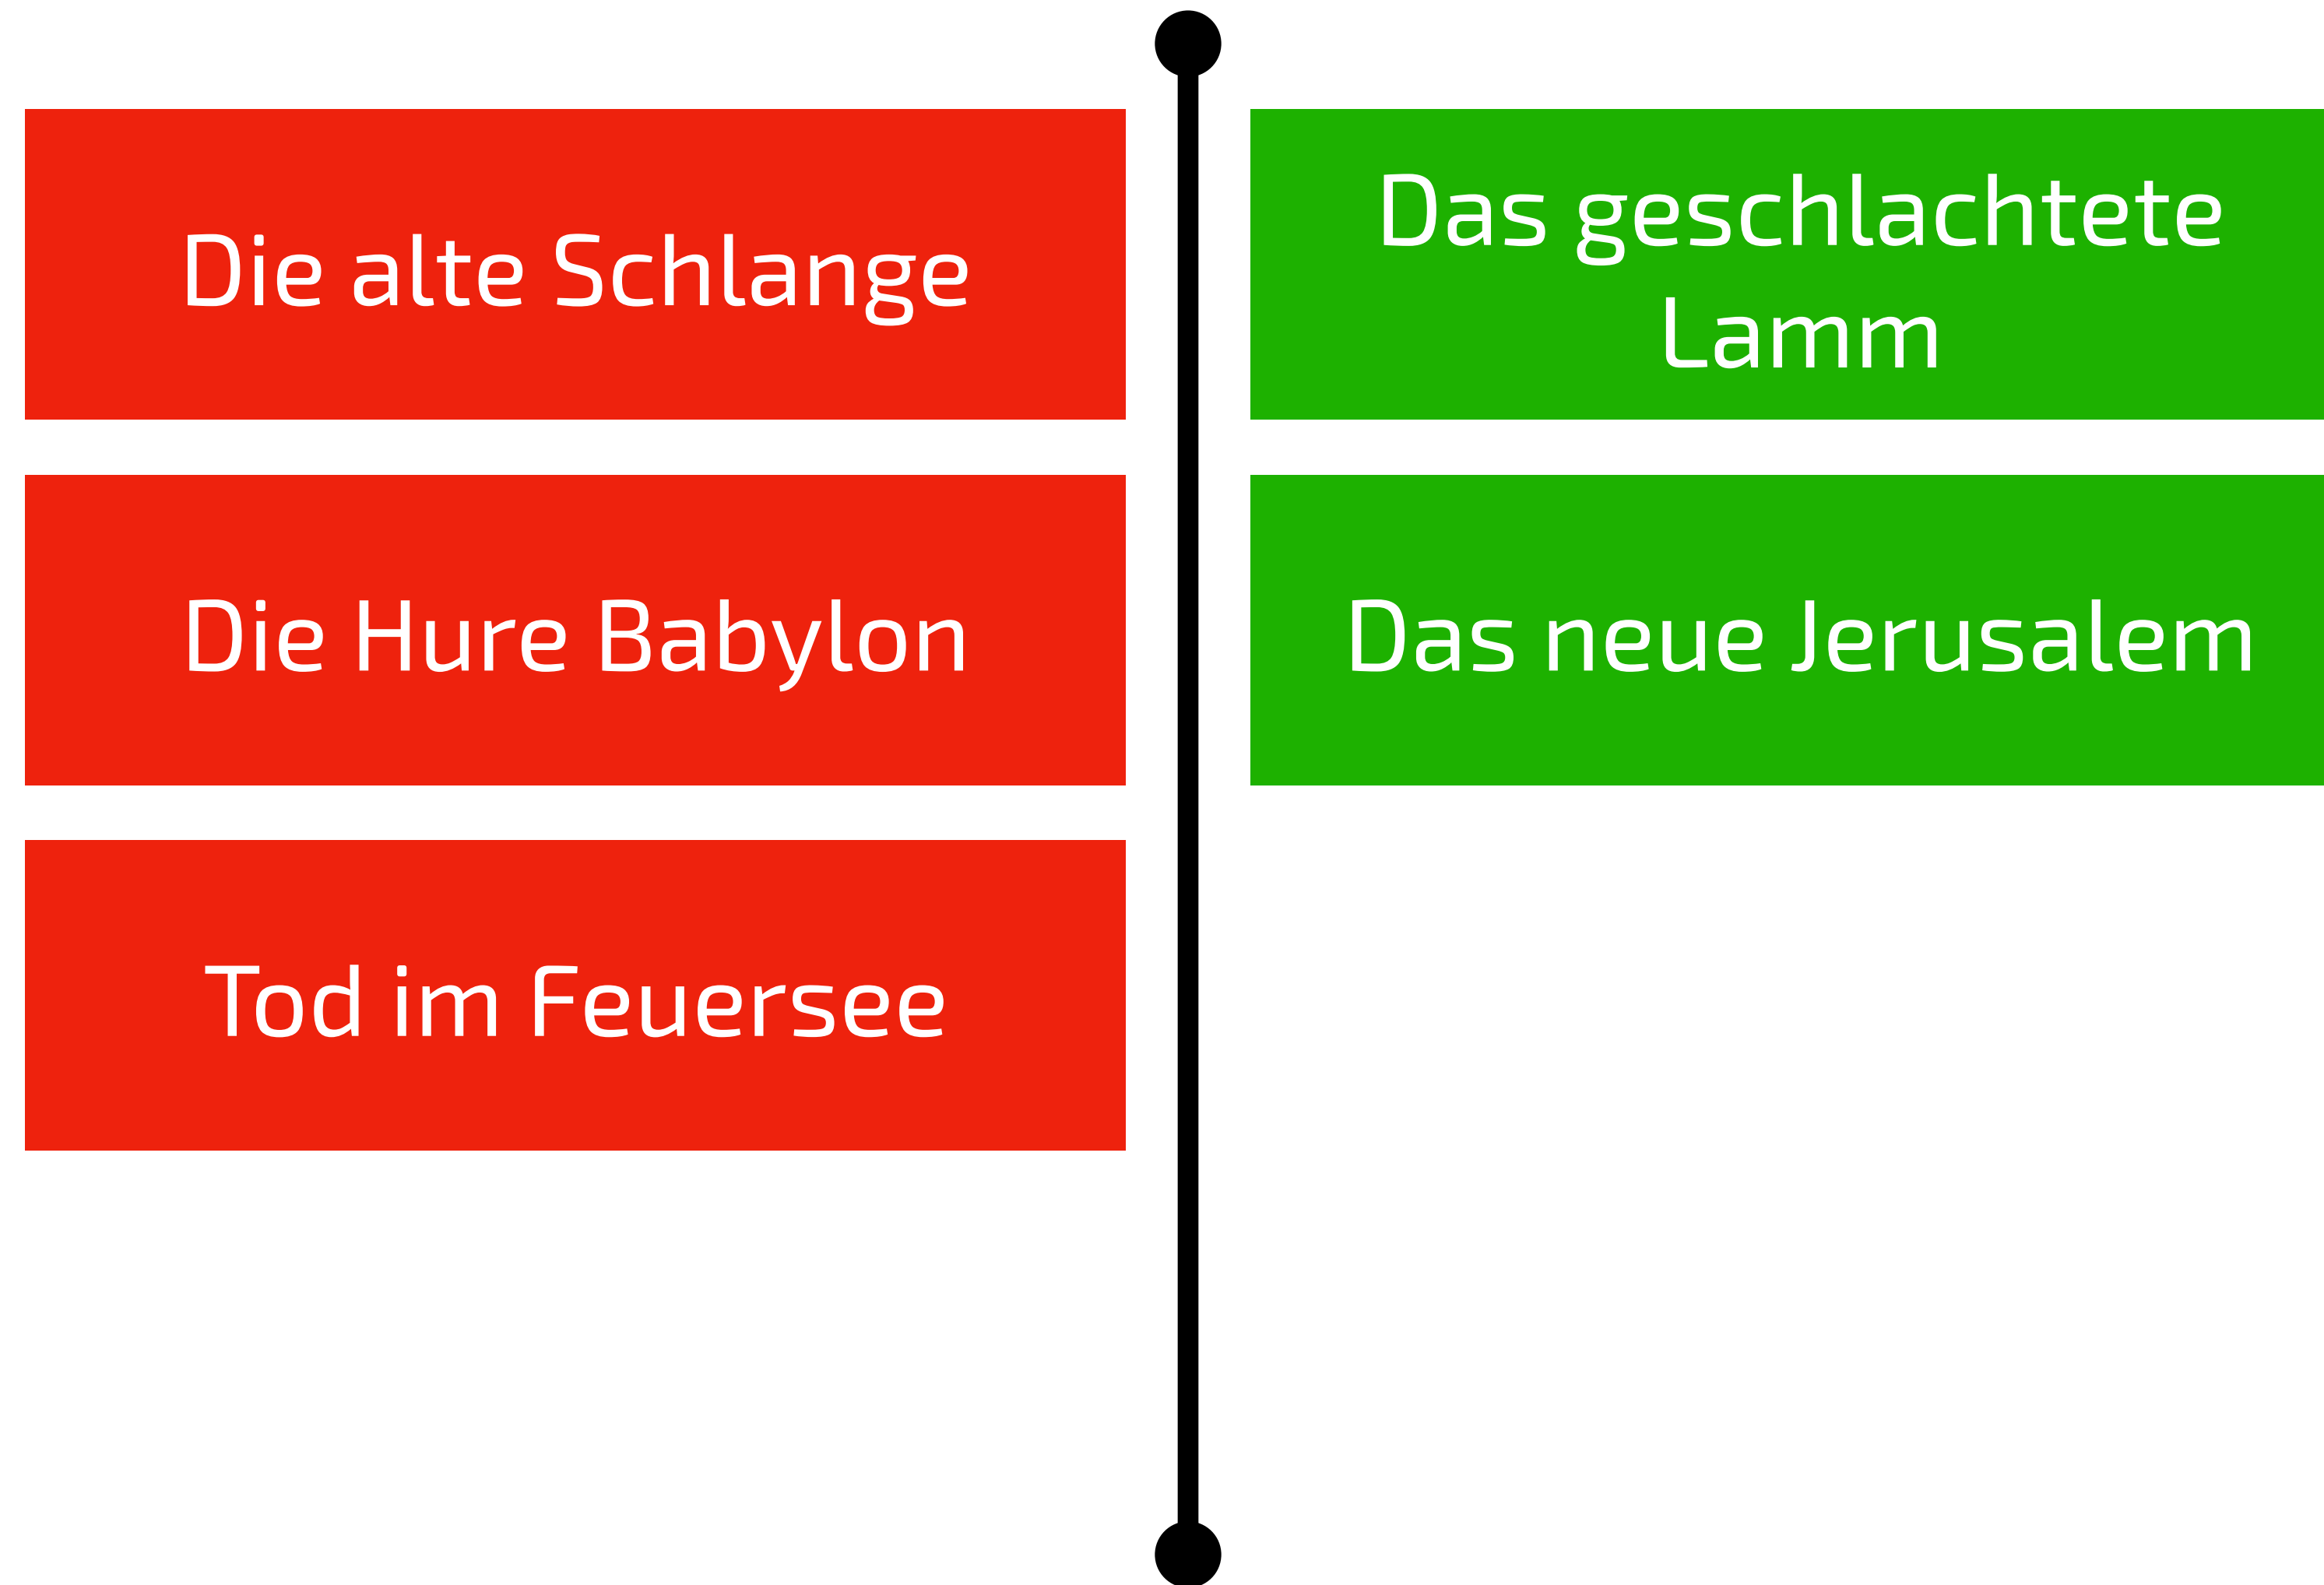 Die alte Schlange
Das geschlachtete
Lamm
Die Hure Babylon
Das neue Jerusalem
Tod im Feuersee